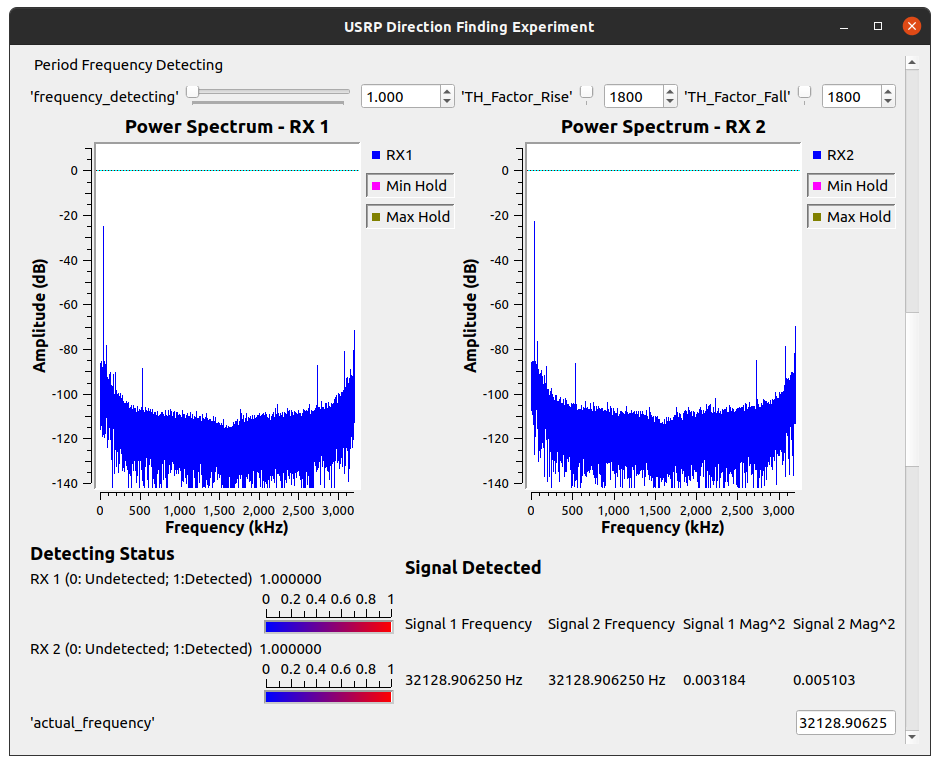 USRP Direction Finding Experiment
Period Frequency Detecting
'frequency_detecting' 1.000 'TH_Factor_Rise' 1800 'TH_Factor_Fall' 1800
Power Spectrum - RX 1
0
-20
-40
-60
-80
-100
-120
-140
Amplitude (dB)
0 500 1,000 1,500 2,000 2,500 3,000
Frequency (kHz)
RX1
Min Hold
Max Hold
Power Spectrum - RX 2
0
-20
-40
-60
-80
-100
-120
-140
Amplitude (dB)
0 500 1,000 1,500 2,000 2,500 3,000
Frequency (kHz)
RX2
Min Hold
Max Hold
Detecting Status
RX 1 (0: Undetected; 1:Detected) 1.000000
0 0.2 0.4 0.6 0.8 1
RX 2 (0: Undetected; 1:Detected) 1.000000
0 0.2 0.4 0.6 0.8 1
Signal Detected
Signal 1 Frequency Signal 2 Frequency Signal 1 Mag^2 Signal 2 Mag^2
32128.906250 Hz 32128.906250 Hz 0.003184 0.005103
'actual_frequency' 32128.90625